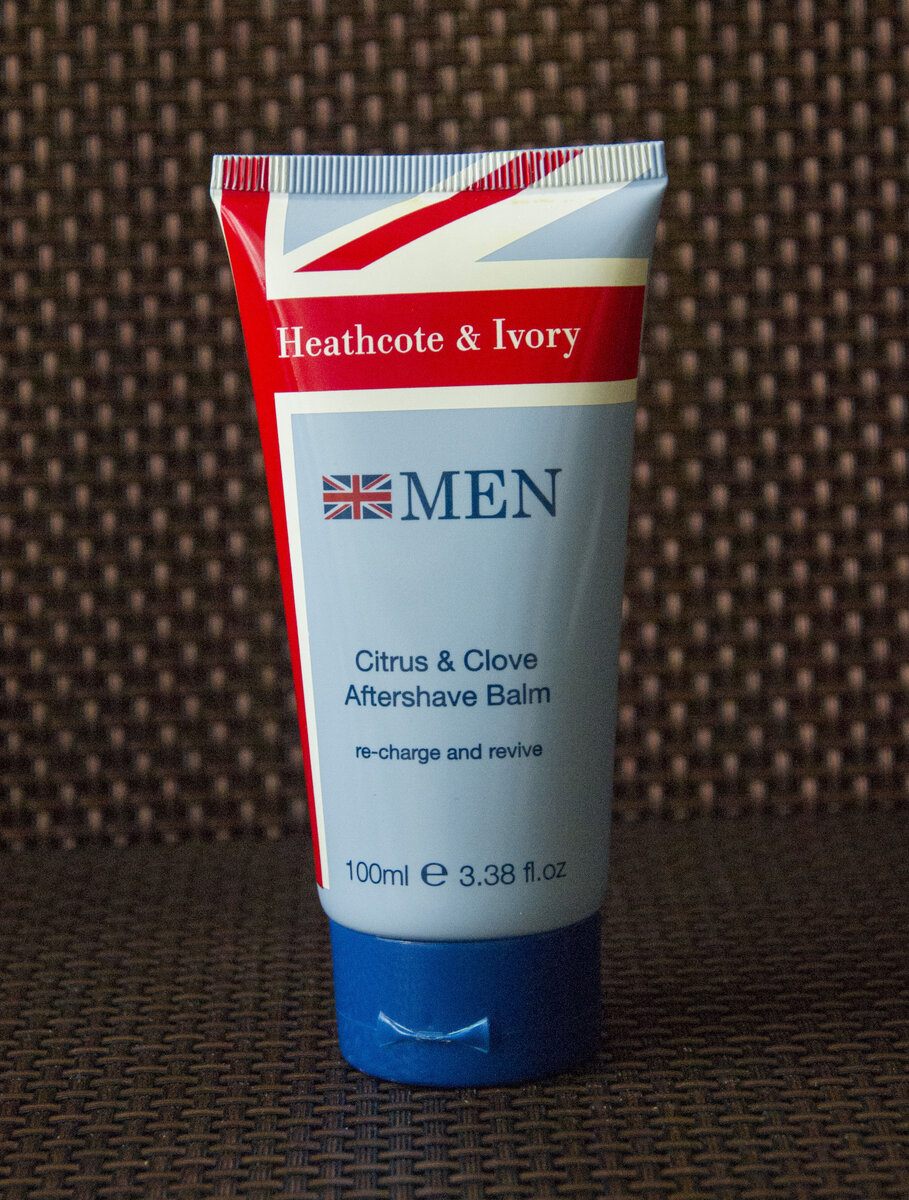 Heathcote & Ivory
MEN
Citrus & Clove
Aftershave Balm
re-charge and revive
100ml ℮ 3.38 fl.oz